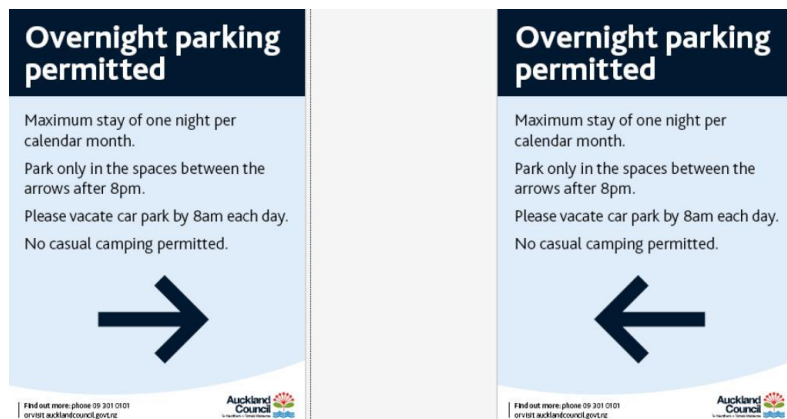 Overnight parking
permitted
Maximum stay of one night per
calendar month.
Park only in the spaces between the
arrows after 8pm.
Please vacate car park by 8am each day.
No casual camping permitted.
Find out more: phone 09 301 0101
or visit aucklandcouncil.govt.nz
Auckland
Council
Overnight parking
permitted
Maximum stay of one night per
calendar month.
Park only in the spaces between the
arrows after 8pm.
Please vacate car park by 8am each day.
No casual camping permitted.
Find out more: phone 09 301 0101
or visit aucklandcouncil.govt.nz
Auckland
Council